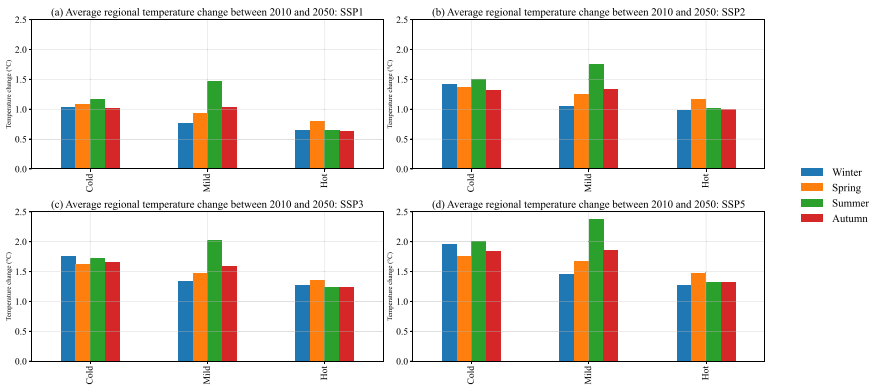 (a) Average regional temperature change between 2010 and 2050: SSP1
Temperature change (°C)
2.5
2.0
1.5
1.0
0.5
0.0
Cold
Mild
Hot
(b) Average regional temperature change between 2010 and 2050: SSP2
Temperature change (°C)
2.5
2.0
1.5
1.0
0.5
0.0
Cold
Mild
Hot
(c) Average regional temperature change between 2010 and 2050: SSP3
Temperature change (°C)
2.5
2.0
1.5
1.0
0.5
0.0
Cold
Mild
Hot
(d) Average regional temperature change between 2010 and 2050: SSP5
Temperature change (°C)
2.5
2.0
1.5
1.0
0.5
0.0
Cold
Mild
Hot
Winter
Spring
Summer
Autumn